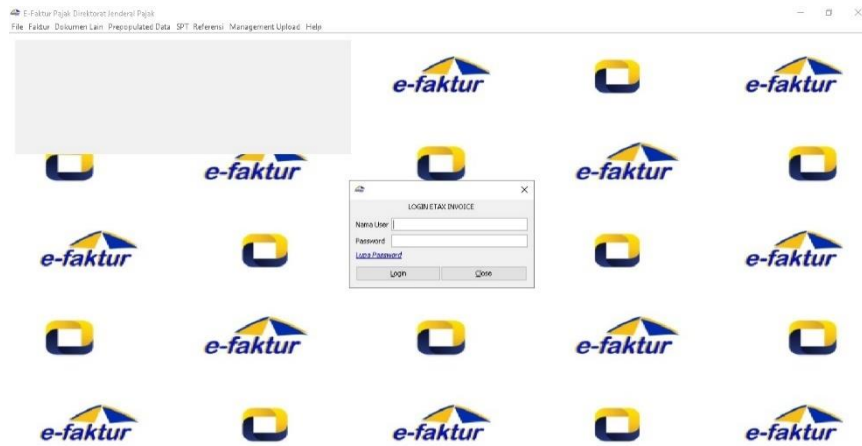 E-Faktur Pajak Direktorat Jenderal Pajak
File Faktur Dokumen Lain Prepopulated Data SPT Referensi Management Upload Help
e-faktur e-faktur
e-faktur e-faktur
LOGIN ETAX INVOICE
Nama User
Password
Lupa Password
Login Close
e-faktur e-faktur
e-faktur e-faktur
e-faktur e-faktur e-faktur